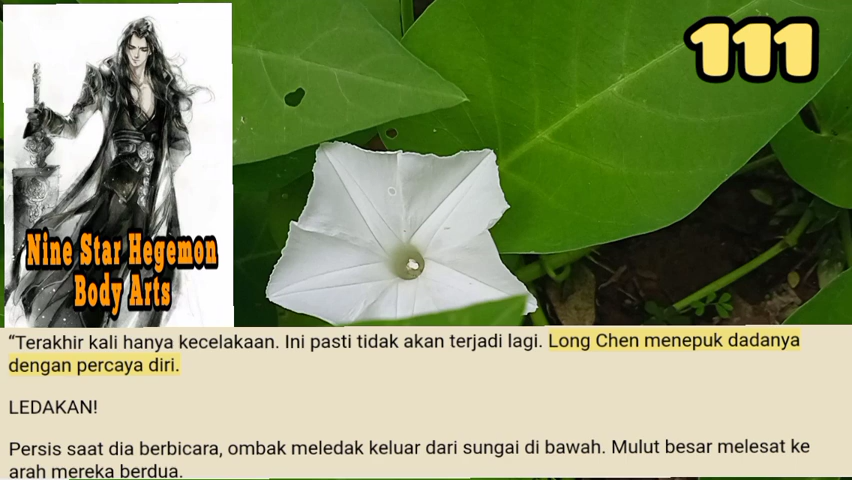 111
Nine Star Hegemon
Body Arts
“Terakhir kali hanya kecelakaan. Ini pasti tidak akan terjadi lagi. Long Chen menepuk dadanya
dengan percaya diri.
LEDAKAN!
Persis saat dia berbicara, ombak meledak keluar dari sungai di bawah. Mulut besar melesat ke
arah mereka berdua.